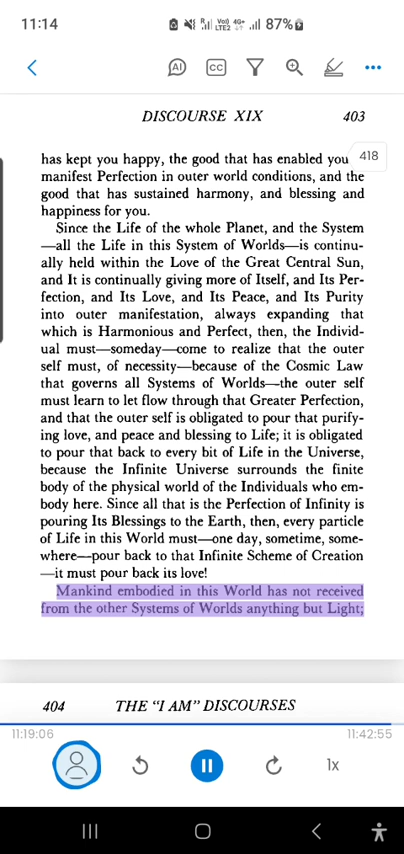 11:14
87%
AI
CC
DISCOURSE XIX 403
418
has kept you happy, the good that has enabled you
manifest Perfection in outer world conditions, and the
good that has sustained harmony, and blessing and
happiness for you.
Since the Life of the whole Planet, and the System
—all the Life in this System of Worlds—is continu-
ally held within the Love of the Great Central Sun,
and It is continually giving more of Itself, and Its Per-
fection, and Its Love, and Its Peace, and Its Purity
into outer manifestation, always expanding that
which is Harmonious and Perfect, then, the Individ-
ual must—someday—come to realize that the outer
self must, of necessity—because of the Cosmic Law
that governs all Systems of Worlds—the outer self
must learn to let flow through that Greater Perfection,
and that the outer self is obligated to pour that purify-
ing love, and peace and blessing to Life; it is obligated
to pour that back to every bit of Life in the Universe,
because the Infinite Universe surrounds the finite
body of the physical world of the Individuals who em-
body here. Since all that is the Perfection of Infinity is
pouring Its Blessings to the Earth, then, every particle
of Life in this World must—one day, sometime, some-
where—pour back to that Infinite Scheme of Creation
—it must pour back its love!
Mankind embodied in this World has not received
from the other Systems of Worlds anything but Light;
404 THE “I AM” DISCOURSES
11:19:06 11:42:55
1x